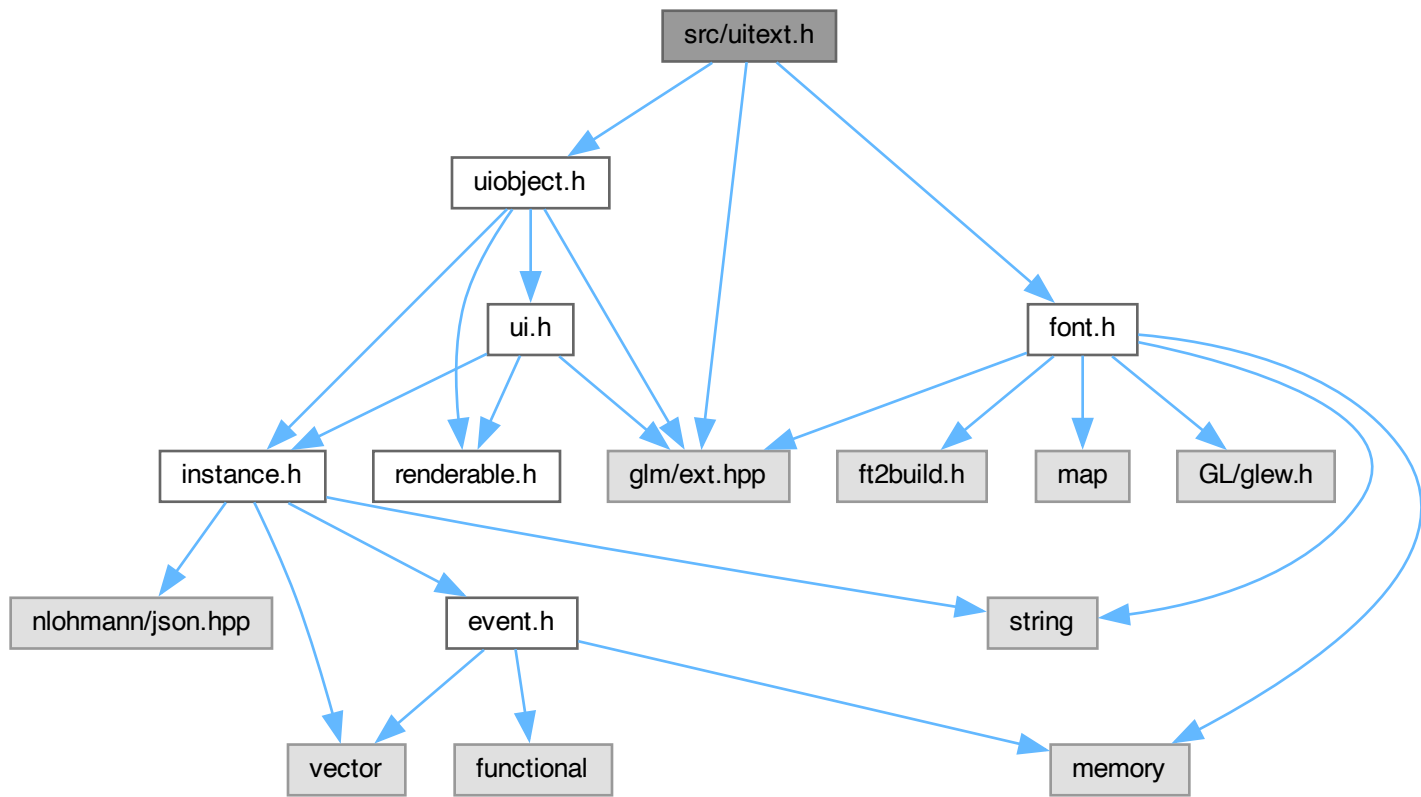 src/uitext.h
uiobject.h
ui.h
font.h
instance.h
renderable.h
glm/ext.hpp
ft2build.h
map
GL/glew.h
nlohmann/json.hpp
event.h
string
vector
functional
memory